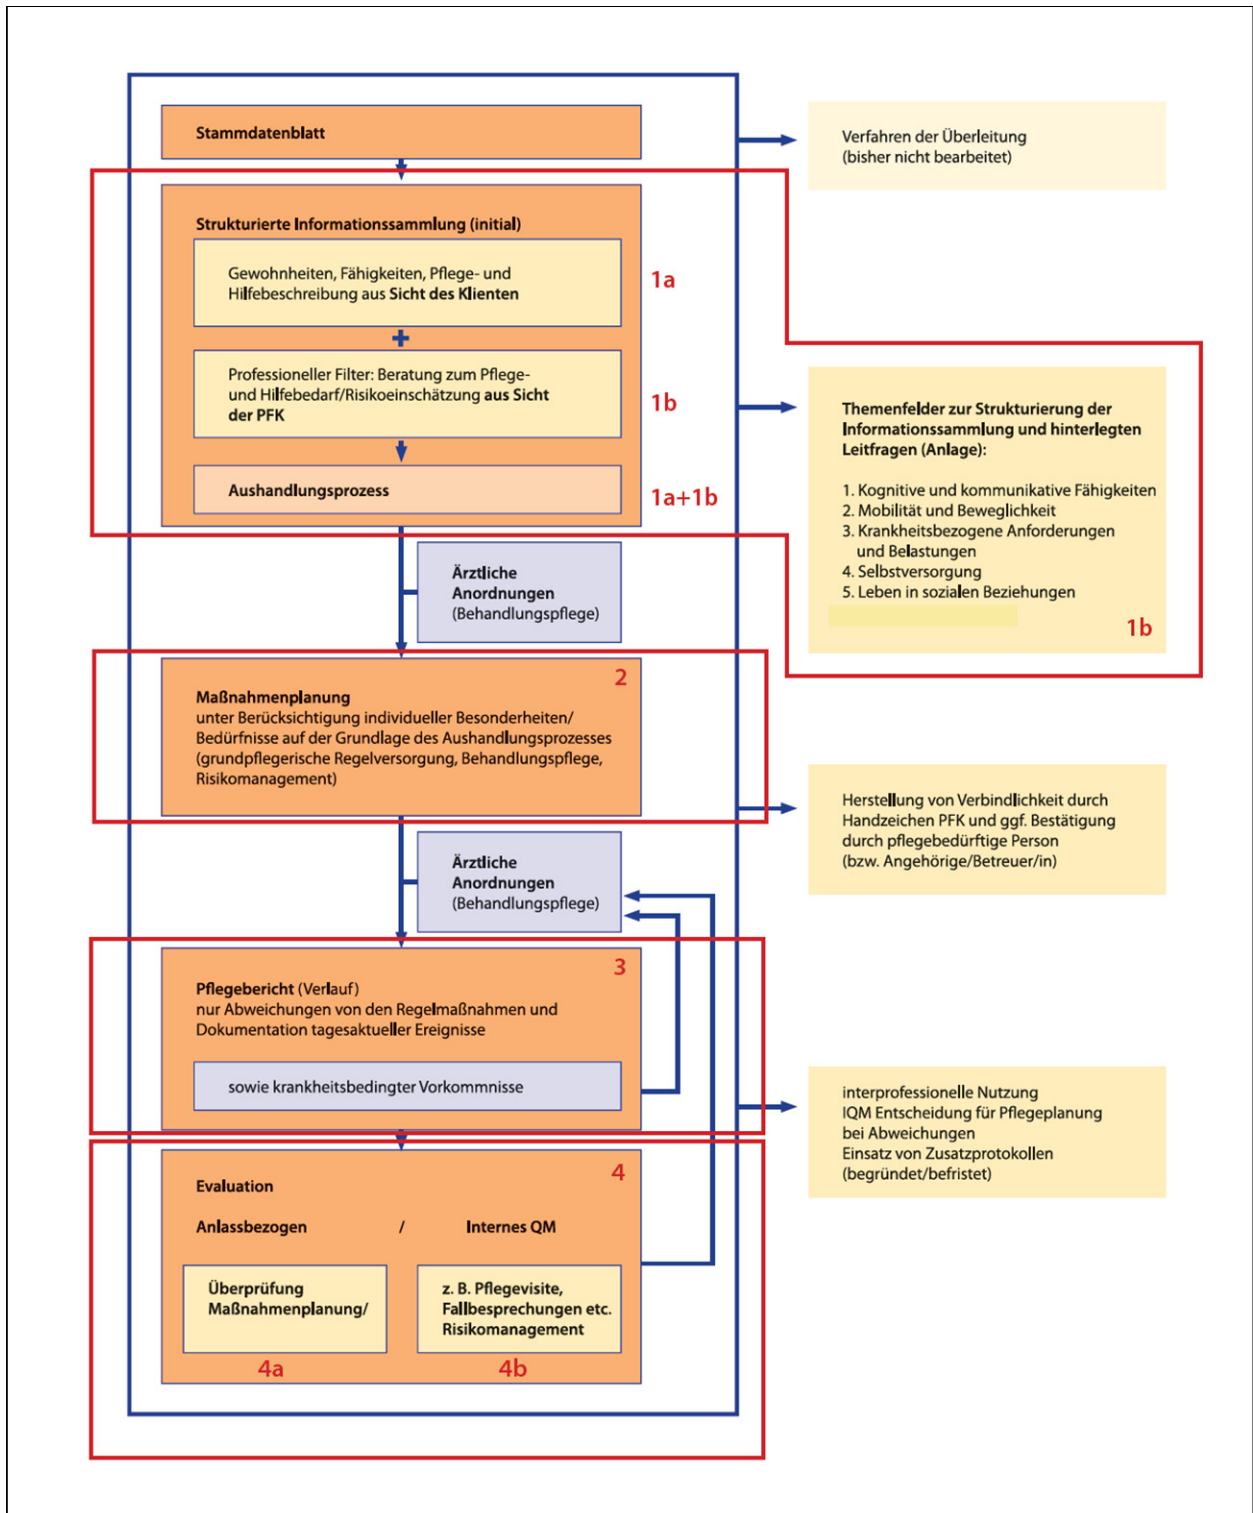 Stammdatenblatt
Verfahren der Überleitung
(bisher nicht bearbeitet)
Strukturierte Informationssammlung (initial)
Gewohnheiten, Fähigkeiten, Pflege- und
Hilfebeschreibung aus Sicht des Klienten
1a
+
Professioneller Filter: Beratung zum Pflege-
und Hilfebedarf/Risikoeinschätzung aus Sicht
der PFK
1b
Aushandlungsprozess
1a+1b
Themenfelder zur Strukturierung der
Informationssammlung und hinterlegten
Leitfragen (Anlage):
1. Kognitive und kommunikative Fähigkeiten
2. Mobilität und Beweglichkeit
3. Krankheitsbezogene Anforderungen
und Belastungen
4. Selbstversorgung
5. Leben in sozialen Beziehungen
1b
Ärztliche
Anordnungen
(Behandlungspflege)
2
Maßnahmenplanung
unter Berücksichtigung individueller Besonderheiten/
Bedürfnisse auf der Grundlage des Aushandlungsprozesses
(grundpflegerische Regelversorgung, Behandlungspflege,
Risikomanagement)
Herstellung von Verbindlichkeit durch
Handzeichen PFK und ggf. Bestätigung
durch pflegebedürftige Person
(bzw. Angehörige/Betreuer/in)
Ärztliche
Anordnungen
(Behandlungspflege)
3
Pflegebericht (Verlauf)
nur Abweichungen von den Regelmaßnahmen und
Dokumentation tagesaktueller Ereignisse
sowie krankheitsbedingter Vorkommnisse
interprofessionelle Nutzung
IQM Entscheidung für Pflegeplanung
bei Abweichungen
Einsatz von Zusatzprotokollen
(begründet/befristet)
4
Evaluation
Anlassbezogen / Internes QM
Überprüfung
Maßnahmenplanung/
z. B. Pflegevisite,
Fallbesprechungen etc.
Risikomanagement
4a
4b